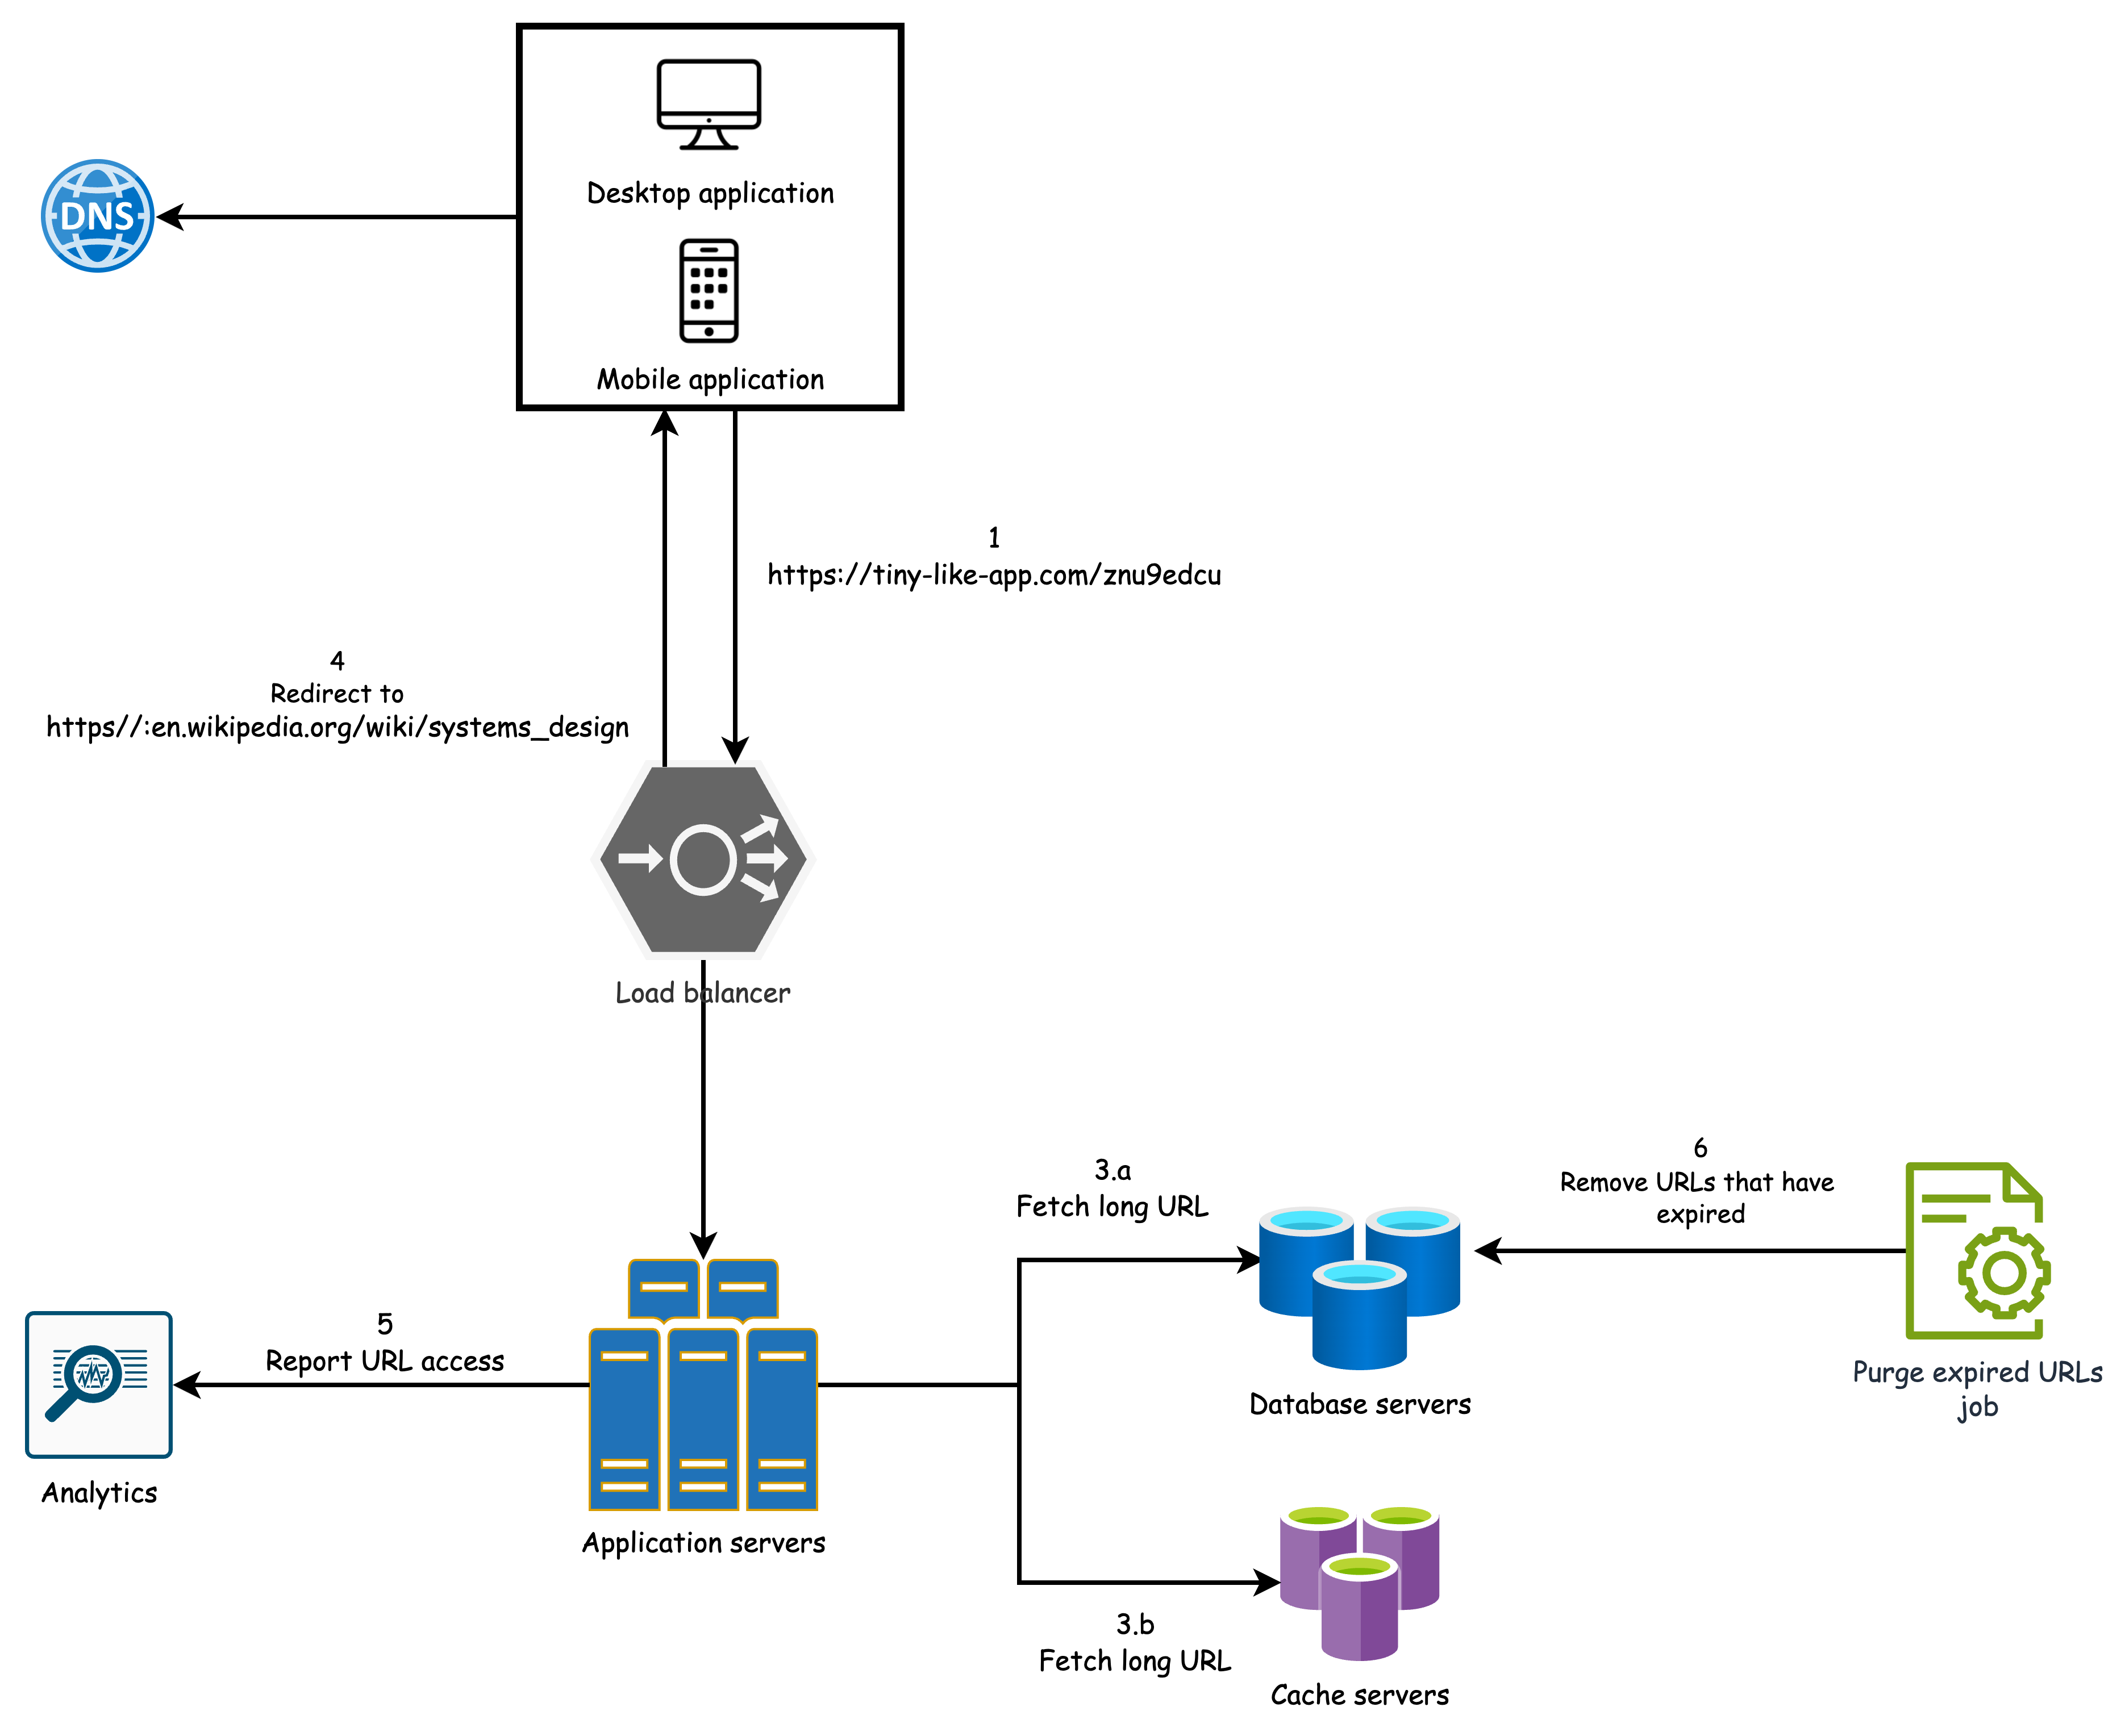 Desktop application
DNS
Mobile application
1
https://tiny-like-app.com/znu9edcu
4
Redirect to
https//:en.wikipedia.org/wiki/systems_design
Load balancer
6
Remove URLs that have
expired
3.a
Fetch long URL
5
Report URL access
Purge expired URLs
job
Database servers
Analytics
Application servers
3.b
Fetch long URL
Cache servers